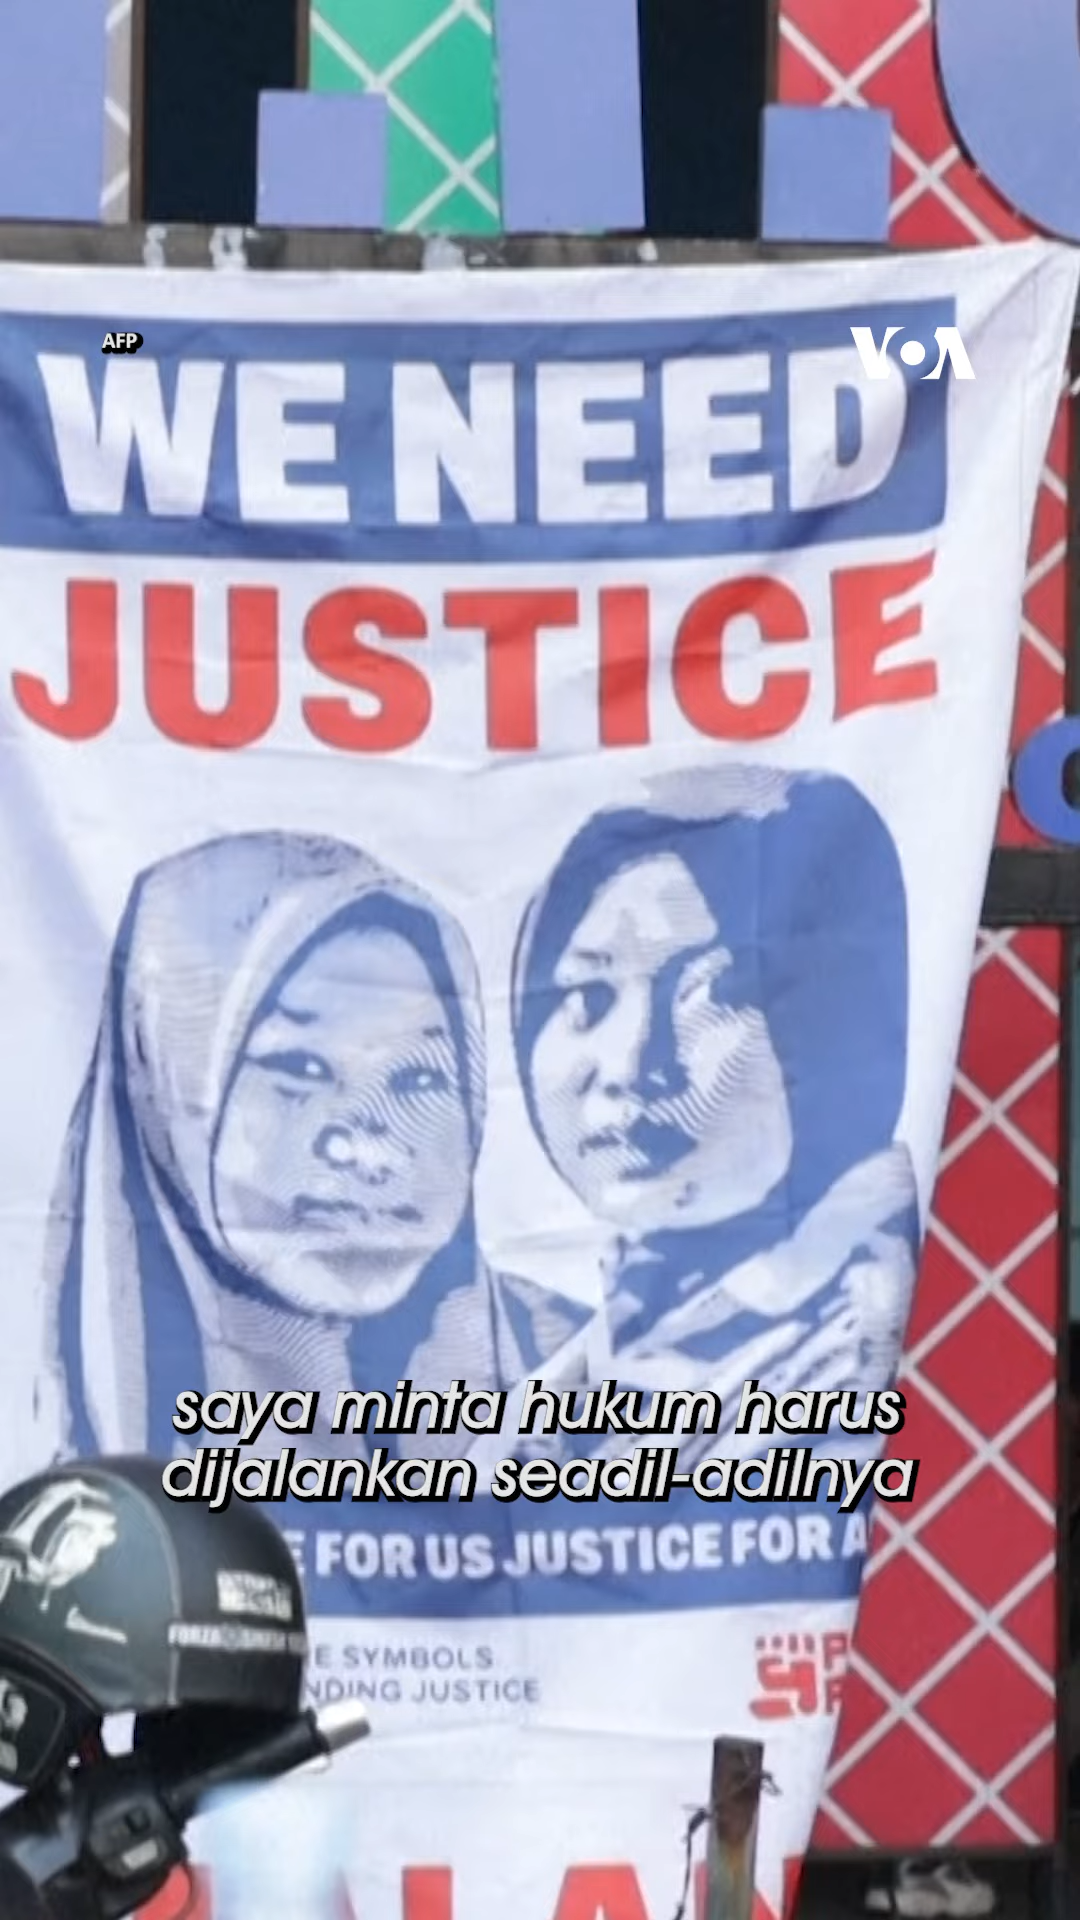 AFP
VOA
WE NEED
JUSTICE
saya minta hukum harus
dijalankan seadil-adilnya
FOR US JUSTICE FOR
SYMBOLS
JUSTICE